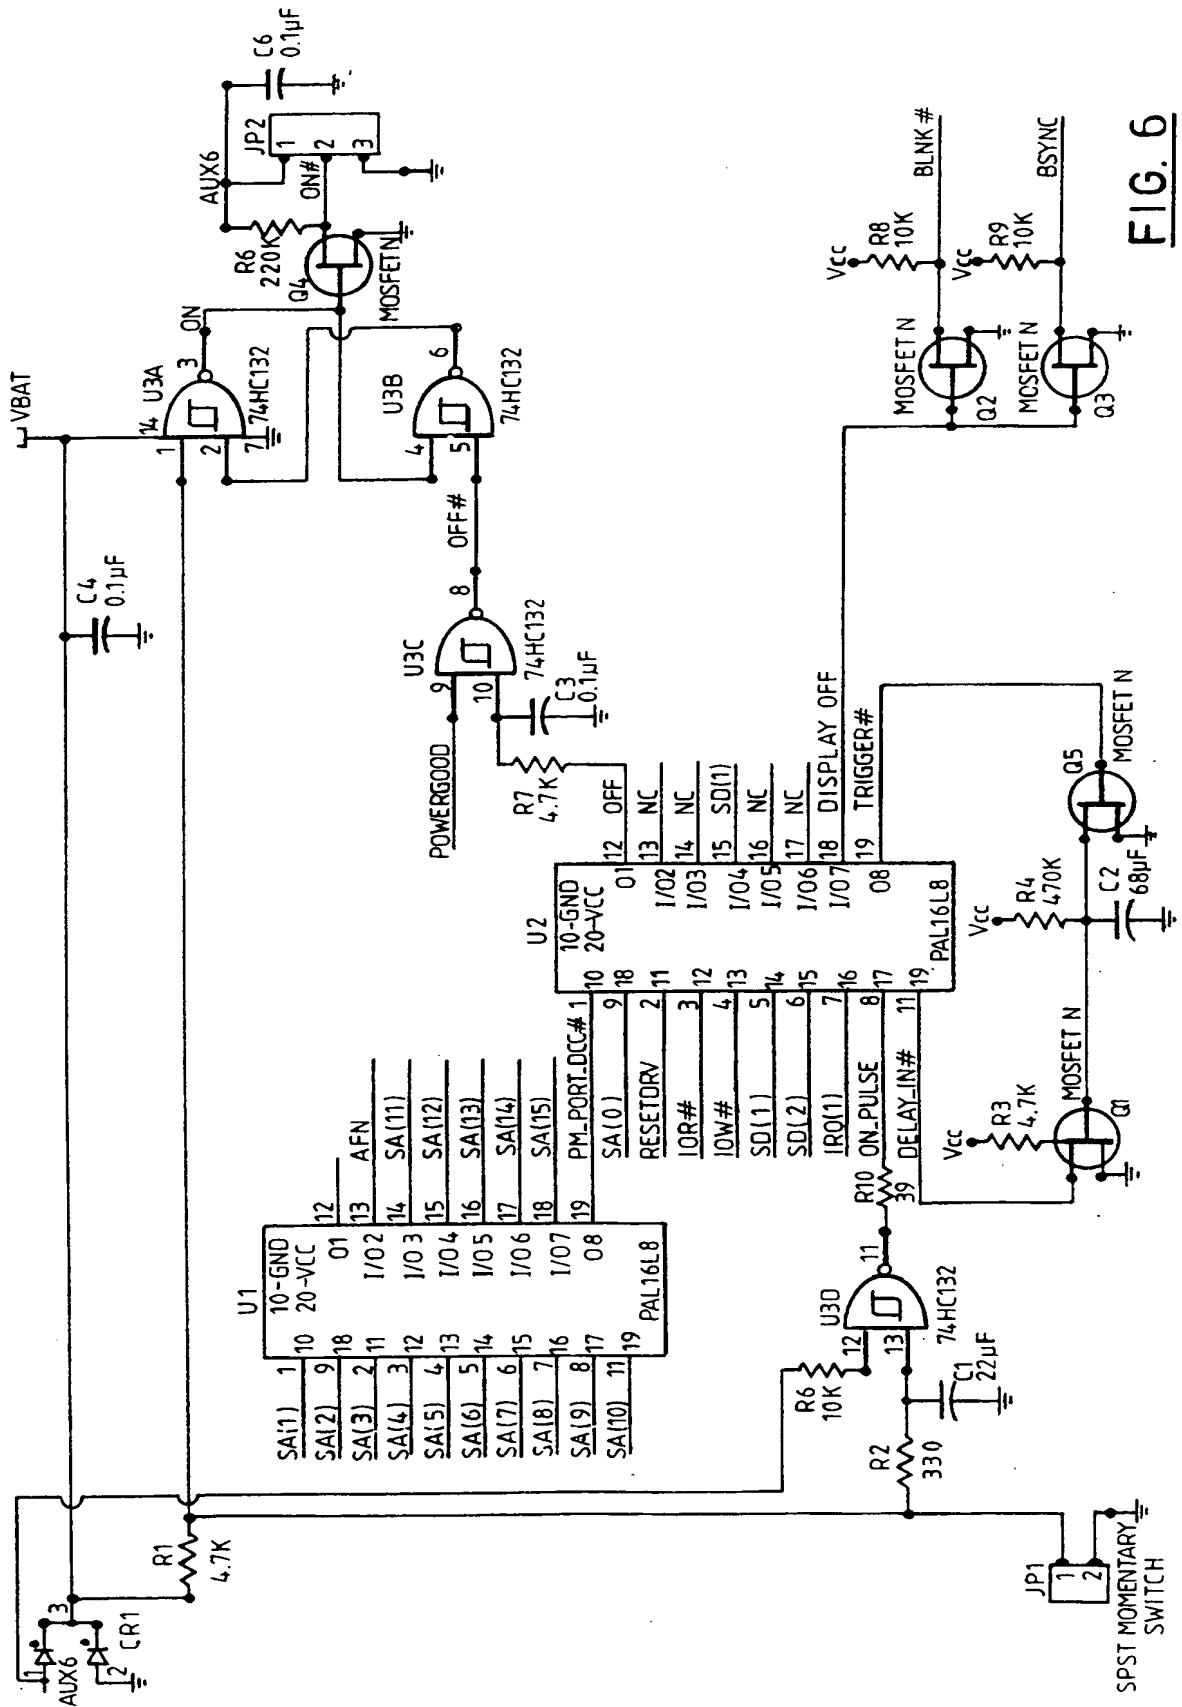 VBAT
AUX6
C6
0.1µF
JP2
1
2
3
ON#
R6
220K
Q4
MOSFET N
ON
3
U3A
74HC132
14
1
2
7
U3B
6
74HC132
4
5
OFF#
C4
0.1µF
8
U3C
74HC132
9
10
C3
0.1µF
POWERGOOD
R7
4.7K
BLNK#
BSYNC
Vcc
R8
10K
Vcc
R9
10K
MOSFET N
Q2
MOSFET N
Q3
U2
10-GND
20-VCC
PAL16L8
12 OFF
13 NC
14 NC
15 SD(1)
16 NC
17 NC
18 DISPLAY OFF
19 TRIGGER#
O1
I/O2
I/O3
I/O4
I/O5
I/O6
I/O7
O8
10
18
11
12
13
14
15
16
17
19
PM_PORT_DCC# 1
SA(0) 9
RESETDRV 2
IOR# 3
IOW# 4
SD(1) 5
SD(2) 6
IRQ(1) 7
ON_PULSE 8
DELAY_IN# 11
Q5
MOSFET N
Vcc
R4
470K
C2
68µF
MOSFET N
Q1
Vcc
R3
4.7K
R10
39
U1
10-GND
20-VCC
PAL16L8
12
13 AFN
14 SA(11)
15 SA(12)
16 SA(13)
17 SA(14)
18 SA(15)
19
O1
I/O2
I/O3
I/O4
I/O5
I/O6
I/O7
O8
10
18
11
12
13
14
15
16
17
19
SA(1) 1
SA(2) 9
SA(3) 2
SA(4) 3
SA(5) 4
SA(6) 5
SA(7) 6
SA(8) 7
SA(9) 8
SA(10) 11
U3D
11
74HC132
12
13
R6
10K
C1
22µF
R2
330
R1
4.7K
3
1
2
AUX6
CR1
JP1
1
2
SPST MOMENTARY
SWITCH
FIG. 6